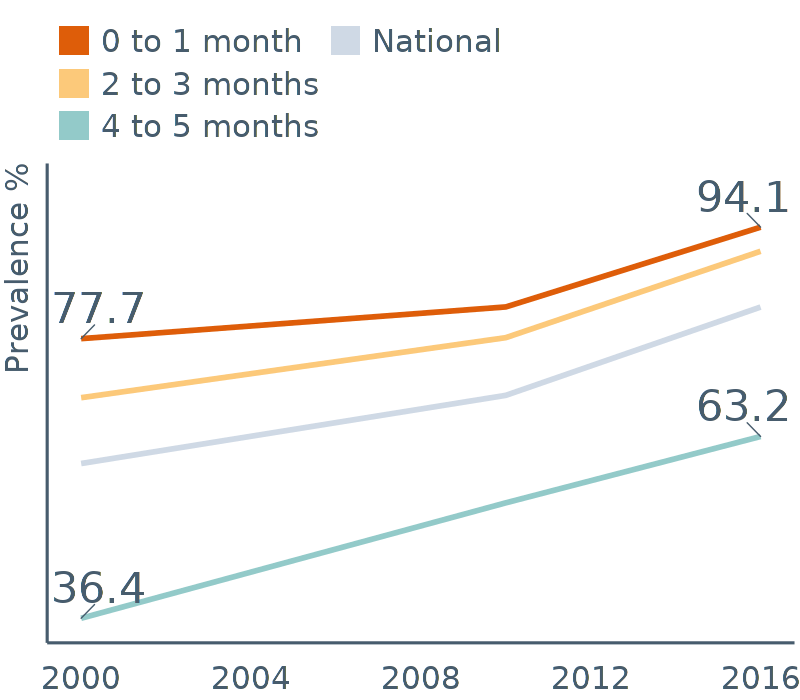 0 to 1 month
National
2 to 3 months
4 to 5 months
Prevalence %
94.1
77.7
63.2
36.4
2000 2004 2008 2012 2016